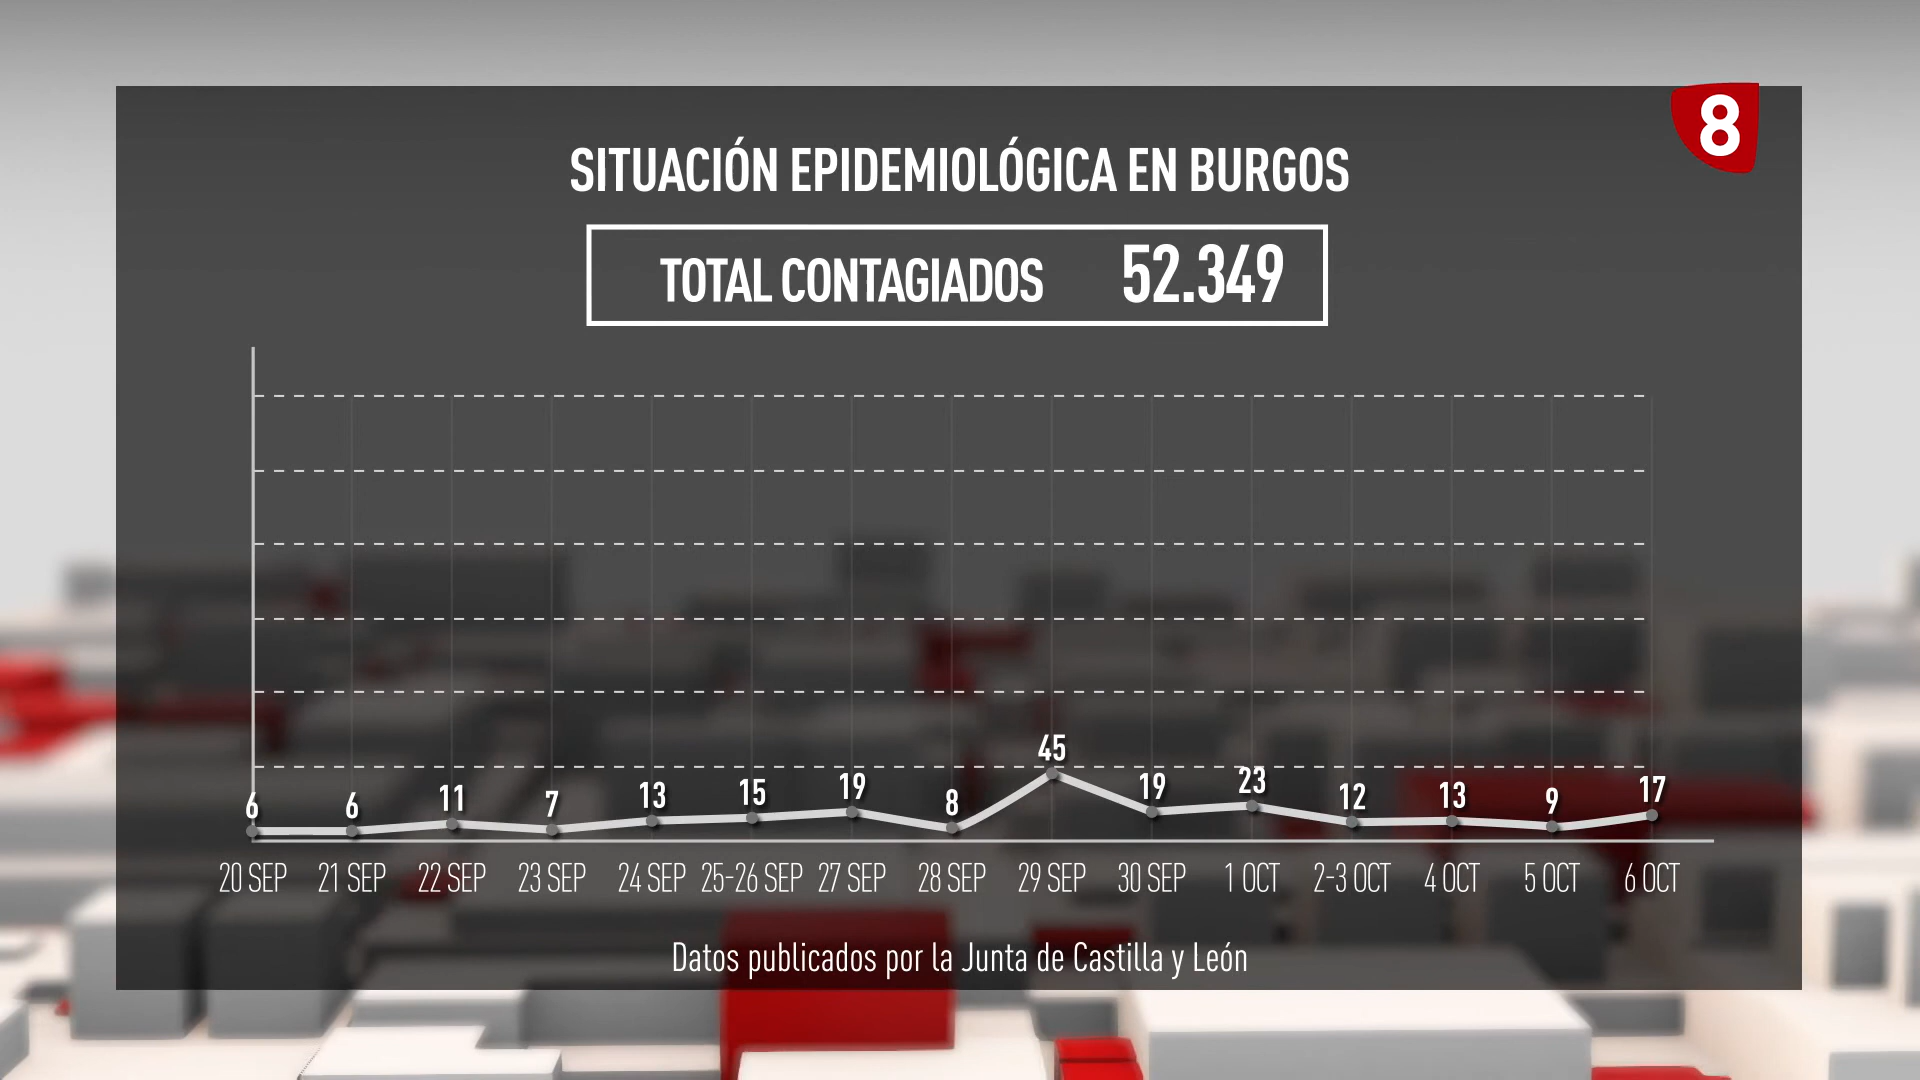 8
SITUACIÓN EPIDEMIOLÓGICA EN BURGOS
TOTAL CONTAGIADOS 52.349
6 6 11 7 13 15 19 8 45 19 23 12 13 9 17
20 SEP 21 SEP 22 SEP 23 SEP 24 SEP 25-26 SEP 27 SEP 28 SEP 29 SEP 30 SEP 1 OCT 2-3 OCT 4 OCT 5 OCT 6 OCT
Datos publicados por la Junta de Castilla y León